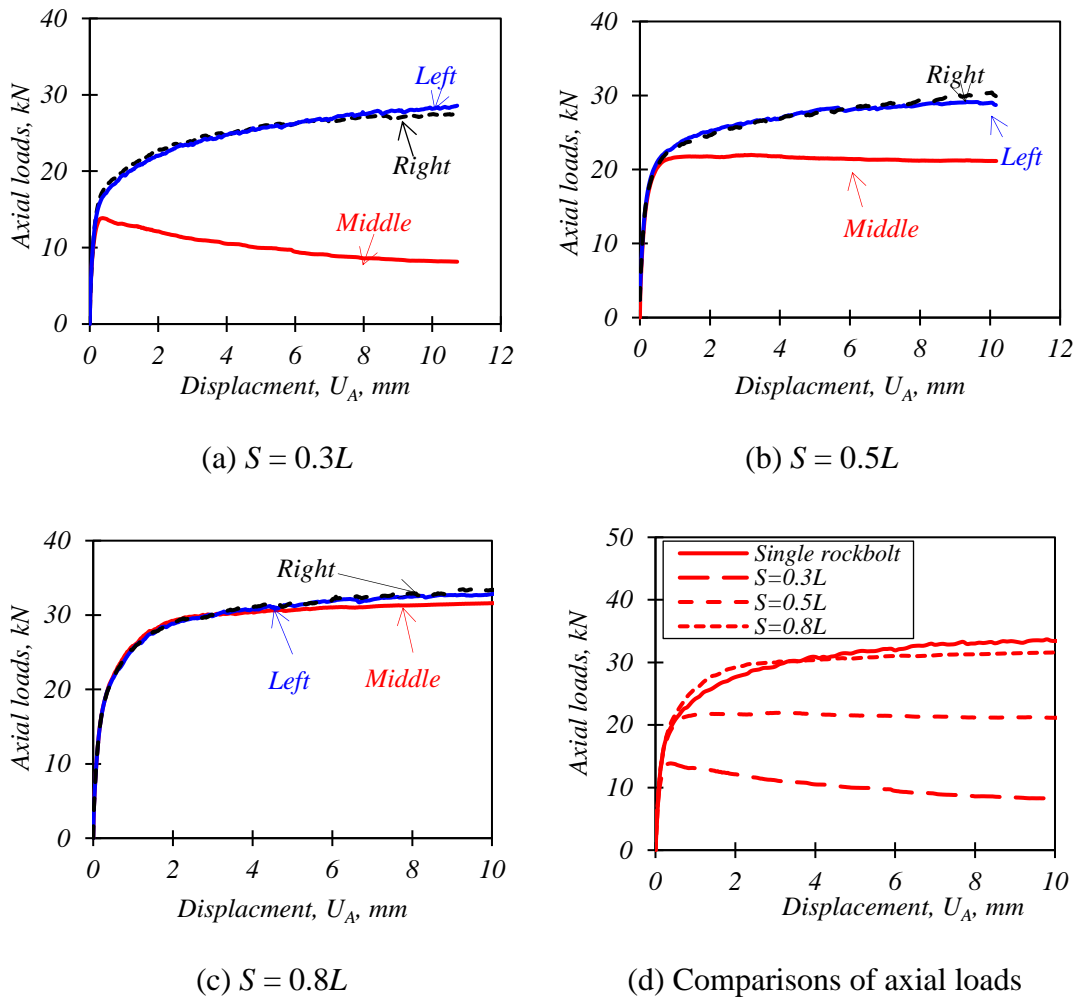 40
30
20
10
0
Axial loads, kN
Left
Right
Middle
0 2 4 6 8 10 12
Displacment, U_A, mm
(a) S = 0.3L
40
30
20
10
0
Axial loads, kN
Right
Left
Middle
0 2 4 6 8 10 12
Displacment, U_A, mm
(b) S = 0.5L
40
30
20
10
0
Axial loads, kN
Right
Left
Middle
0 2 4 6 8 10
Displacment, U_A, mm
(c) S = 0.8L
50
40
30
20
10
0
Axial loads, kN
Single rockbolt
S=0.3L
S=0.5L
S=0.8L
0 2 4 6 8 10
Displacement, U_A, mm
(d) Comparisons of axial loads